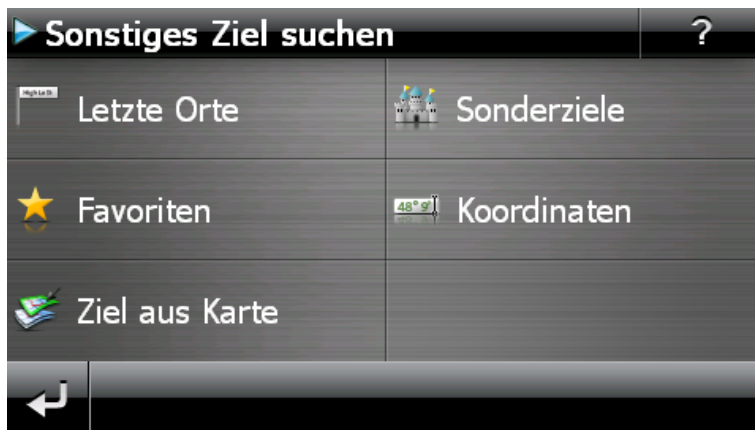 Sonstiges Ziel suchen
?
Letzte Orte
Sonderziele
Favoriten
48° 9'
Koordinaten
Ziel aus Karte